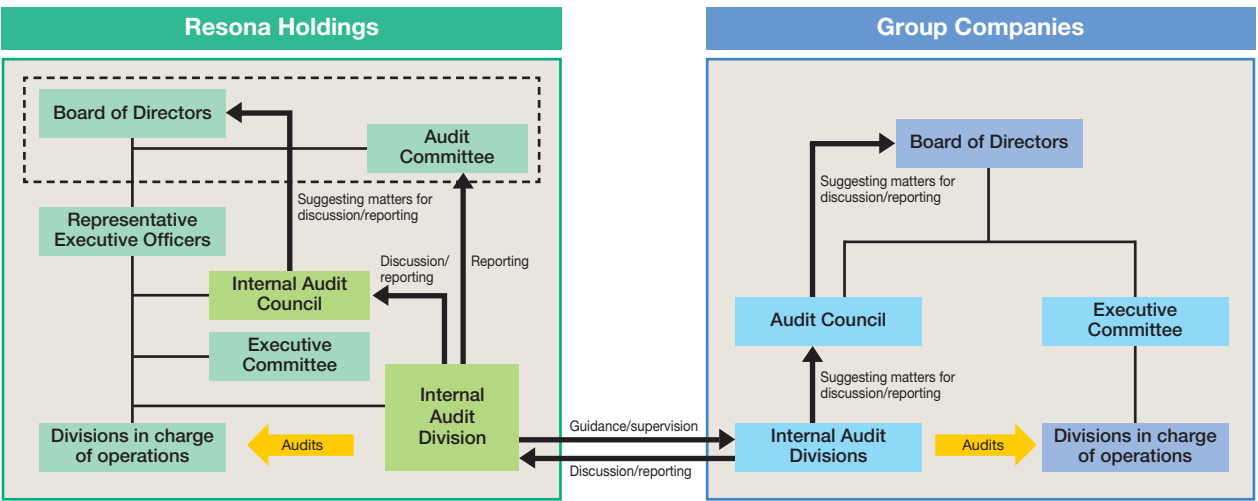 Resona Holdings
Board of Directors
Audit
Committee
Suggesting matters for
discussion/reporting
Representative
Executive Officers
Discussion/
reporting
Reporting
Internal Audit
Council
Executive
Committee
Internal
Audit
Division
Divisions in charge
of operations
Audits
Guidance/supervision
Discussion/reporting
Group Companies
Board of Directors
Suggesting matters for
discussion/reporting
Audit Council
Executive
Committee
Suggesting matters for
discussion/reporting
Internal Audit
Divisions
Audits
Divisions in charge
of operations